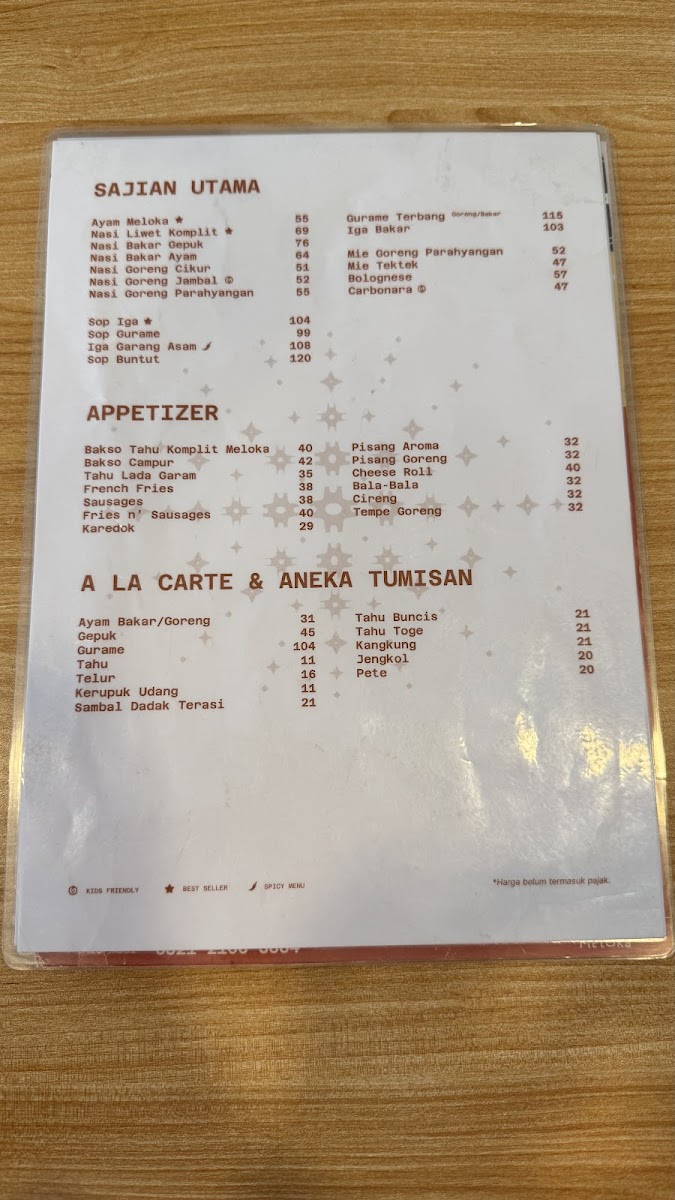 SAJIAN UTAMA
Ayam Meloka ★ 55
Nasi Liwet Komplit ★ 69
Nasi Bakar Gepuk 76
Nasi Bakar Ayam 64
Nasi Goreng Cikur 51
Nasi Goreng Jambal 52
Nasi Goreng Parahyangan 55
Sop Iga ★ 104
Sop Gurame 99
Iga Garang Asam 108
Sop Buntut 120
Gurame Terbang Goreng/Bakar 115
Iga Bakar 103
Mie Goreng Parahyangan 52
Mie Tektek 47
Bolognese 57
Carbonara 47
APPETIZER
Bakso Tahu Komplit Meloka 40
Bakso Campur 42
Tahu Lada Garam 35
French Fries 38
Sausages 38
Fries n' Sausages 40
Karedok 29
Pisang Aroma 32
Pisang Goreng 32
Cheese Roll 40
Bala-Bala 32
Cireng 32
Tempe Goreng 32
A LA CARTE & ANEKA TUMISAN
Ayam Bakar/Goreng 31
Gepuk 45
Gurame 104
Tahu 11
Telur 16
Kerupuk Udang 11
Sambal Dadak Terasi 21
Tahu Buncis 21
Tahu Toge 21
Kangkung 21
Jengkol 20
Pete 20
KIDS FRIENDLY ★ BEST SELLER SPICY MENU
*Harga belum termasuk pajak.
Meloka